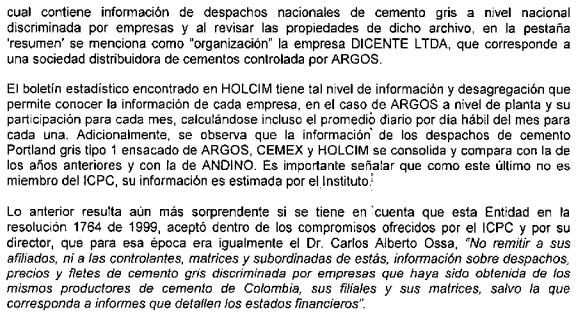 cual contiene información de despachos nacionales de cemento gris a nivel nacional
discriminada por empresas y al revisar las propiedades de dicho archivo, en la pestaña
'resumen' se menciona como "organización" la empresa DICENTE LTDA, que corresponde a
una sociedad distribuidora de cementos controlada por ARGOS.
El boletín estadístico encontrado en HOLCIM tiene tal nivel de información y desagregación que
permite conocer la información de cada empresa, en el caso de ARGOS a nivel de planta y su
participación para cada mes, calculándose incluso el promedio diario por día hábil del mes para
cada una. Adicionalmente, se observa que la información de los despachos de cemento
Portland gris tipo 1 ensacado de ARGOS, CEMEX y HOLCIM se consolida y compara con la de
los años anteriores y con la de ANDINO. Es importante señalar que como este último no es
miembro del ICPC, su información es estimada por el Instituto.
Lo anterior resulta aún más sorprendente si se tiene en cuenta que esta Entidad en la
resolución 1764 de 1999, aceptó dentro de los compromisos ofrecidos por el ICPC y por su
director, que para esa época era igualmente el Dr. Carlos Alberto Ossa, "No remitir a sus
afiliados, ni a las controlantes, matrices y subordinadas de estás, información sobre despachos,
precios y fletes de cemento gris discriminada por empresas que haya sido obtenida de los
mismos productores de cemento de Colombia, sus filiales y sus matrices, salvo la que
corresponda a informes que detallen los estados financieros".